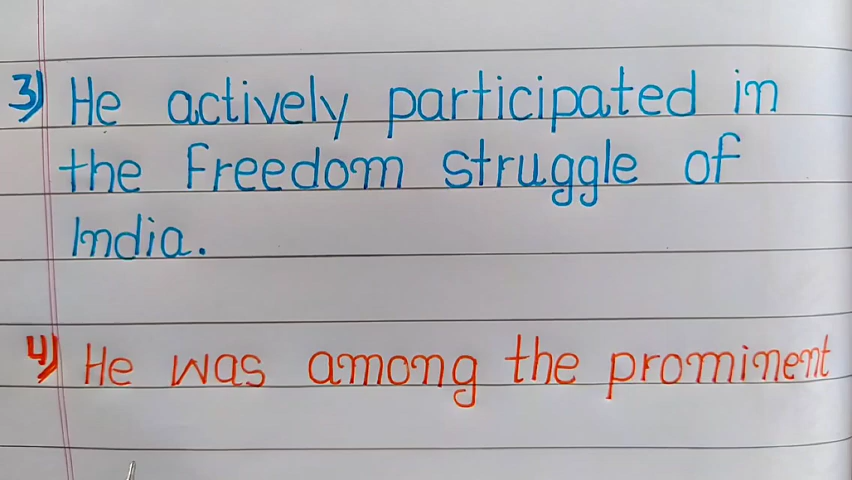 3) He actively participated in
the Freedom struggle of
India.
4) He was among the prominent